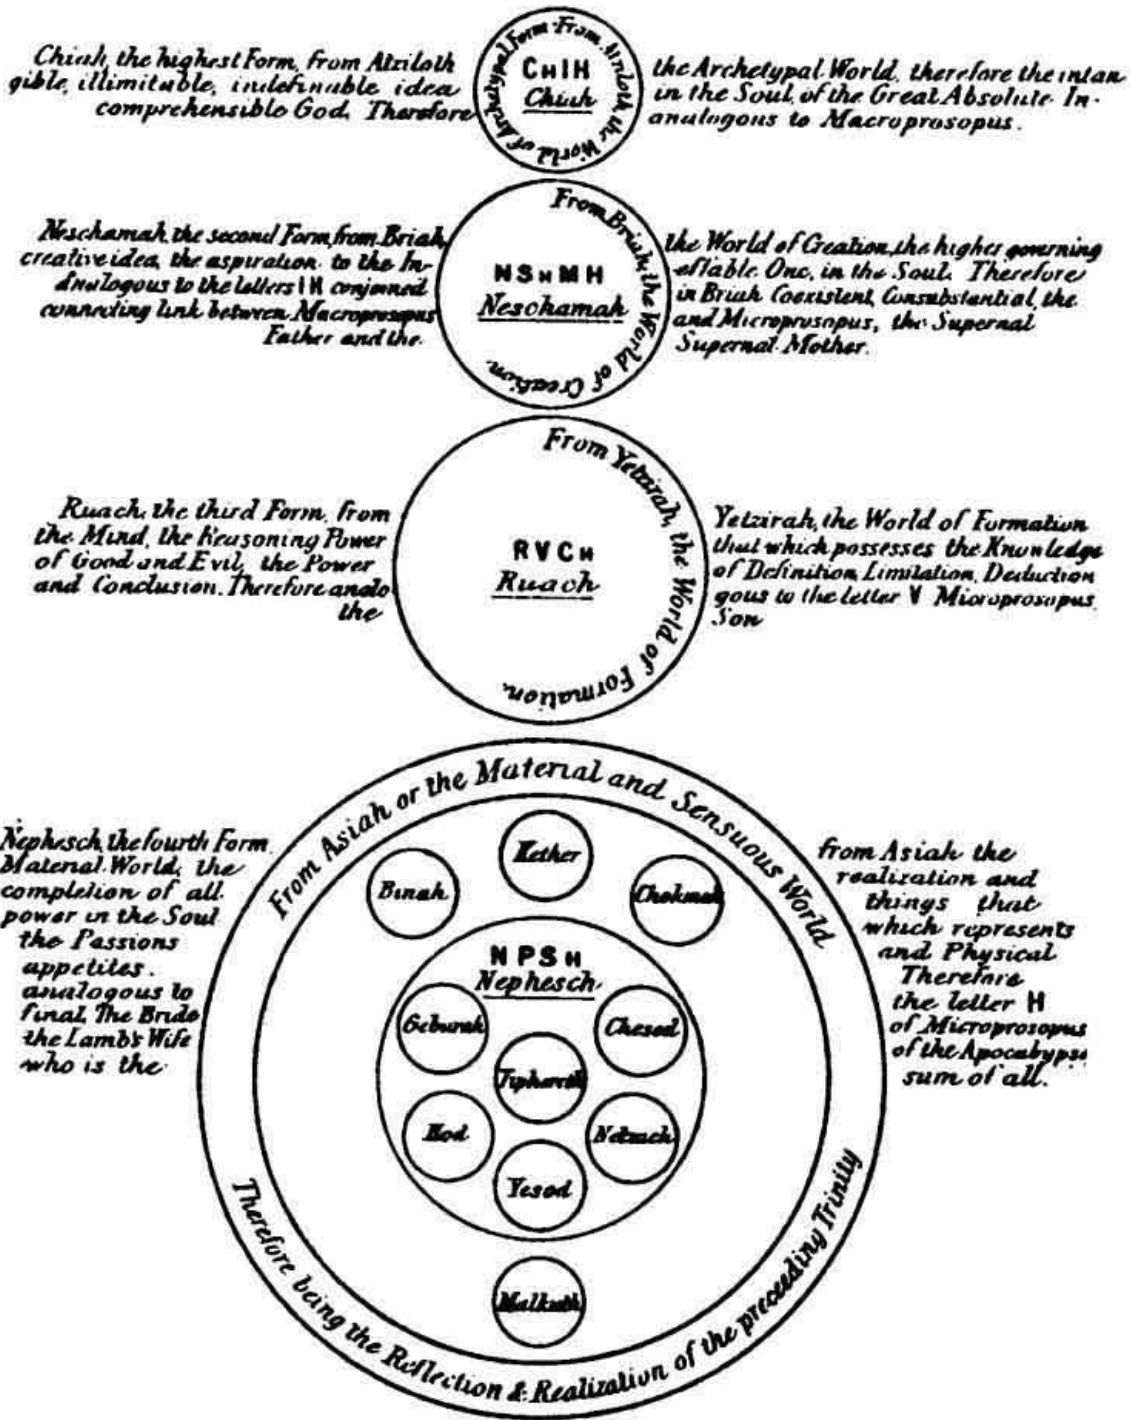 Chiah, the highest Form, from Atziloth the Archetypal World, therefore the intan
gible, illimitable, indefinable idea in the Soul, of the Great Absolute In-
comprehensible God. Therefore analogous to Macroprosopus.
From Atziloth, the World of Archetypal Form
CHIH
Chiah
Neschamah, the second Form, from Briah, the World of Creation, the higher governing
creative idea, the aspiration to the In- effable One, in the Soul. Therefore
Analogous to the letters IH conjoined in Briah Coexistent, Consubstantial, the
connecting link between Macroprosopus and Microprosopus, the Supernal
Father and the Supernal Mother.
From Briah, the World of Creation.
NSHMH
Neschamah
Ruach, the third Form, from Yetzirah, the World of Formation
the Mind, the Reasoning Power that which possesses the Knowledge
of Good and Evil, the Power of Definition, Limitation, Deduction
and Conclusion. Therefore analo gous to the letter V Microprosopus
the Son
From Yetzirah, the World of Formation.
RVCH
Ruach
Nephesch, the fourth Form, from Asiah the
Material World, the realization and
completion of all things that
power in the Soul which represents
the Passions and Physical
appetites. Therefore
analogous to the letter H
final, The Bride of Microprosopus
the Lamb's Wife of the Apocalypse
who is the sum of all.
From Asiah or the Material and Sensuous World
Kether
Binah
Chokmah
NPSH
Nephesch
Geburah
Chesed
Tiphereth
Hod
Netzach
Yesod
Malkuth
Therefore being the Reflection & Realization of the preceeding Trinity